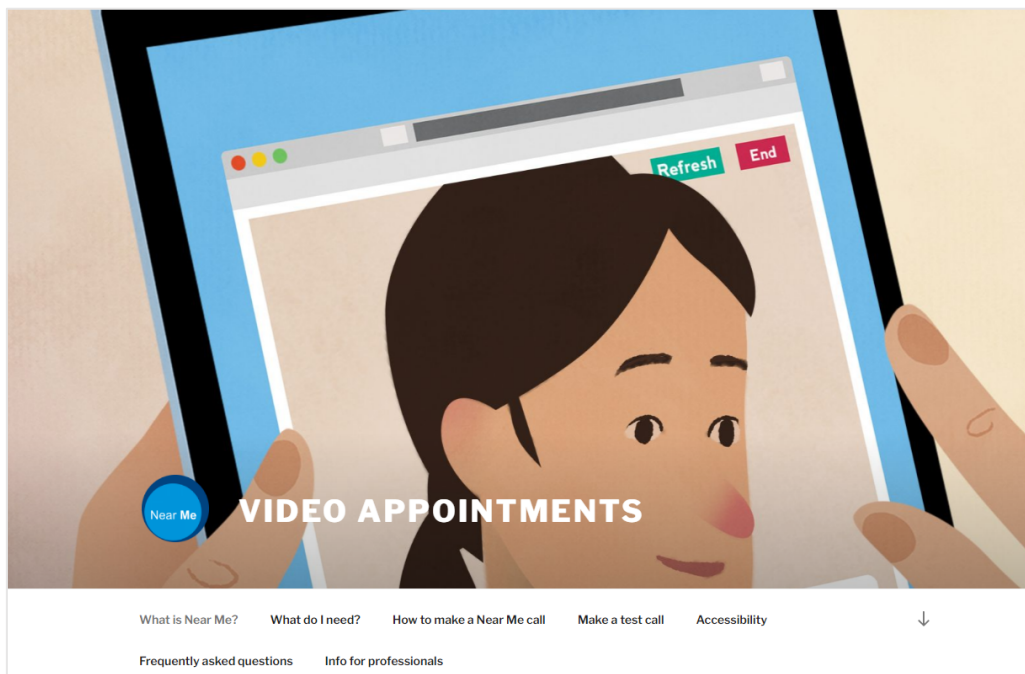 Refresh End
Near Me VIDEO APPOINTMENTS
What is Near Me? What do I need? How to make a Near Me call Make a test call Accessibility
Frequently asked questions Info for professionals